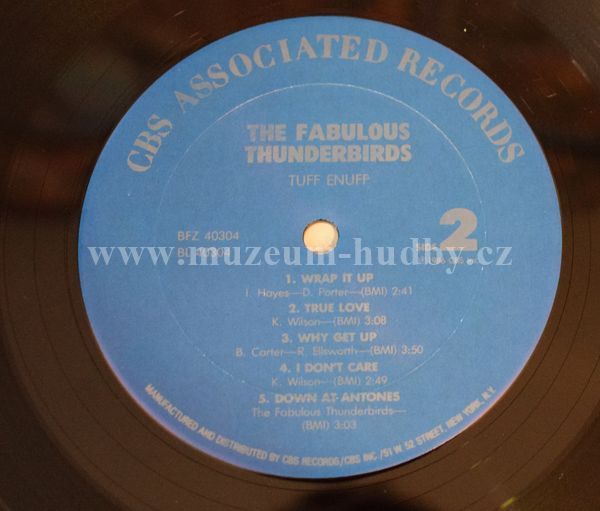 CBS ASSOCIATED RECORDS
THE FABULOUS
THUNDERBIRDS
TUFF ENUFF
BFZ 40304
BL 40304
SIDE 2
www.muzeum-hudby.cz
1. WRAP IT UP
I. Hayes—D. Porter—(BMI) 2:41
2. TRUE LOVE
K. Wilson—(BMI) 3:08
3. WHY GET UP
B. Carter—R. Ellsworth—(BMI) 3:50
4. I DON'T CARE
K. Wilson—(BMI) 2:49
5. DOWN AT ANTONES
The Fabulous Thunderbirds—
(BMI) 3:03
MANUFACTURED AND DISTRIBUTED BY CBS RECORDS/CBS INC./51 W. 52 STREET, NEW YORK, N.Y.